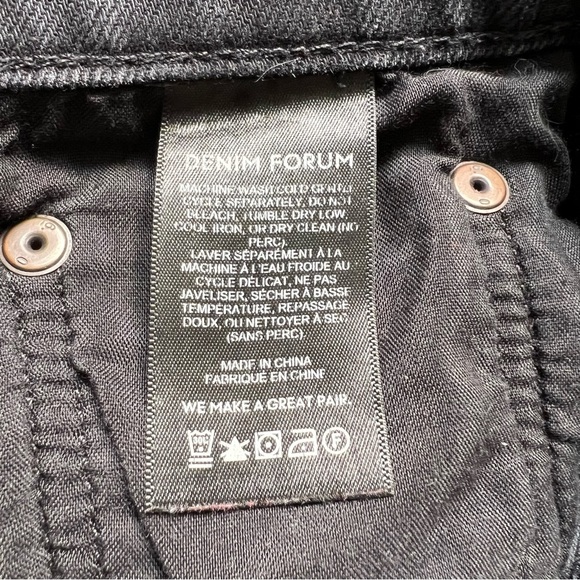 DENIM FORUM
MACHINE WASH COLD GENTLE
CYCLE SEPARATELY, DO NOT
BLEACH, TUMBLE DRY LOW,
COOL IRON, OR DRY CLEAN (NO
PERC).
LAVER SÉPARÉMENT À LA
MACHINE À L'EAU FROIDE AU
CYCLE DÉLICAT, NE PAS
JAVELISER, SÉCHER À BASSE
TEMPÉRATURE, REPASSAGE
DOUX, OU NETTOYER À SEC
(SANS PERC).
MADE IN CHINA
FABRIQUÉ EN CHINE
WE MAKE A GREAT PAIR.
F